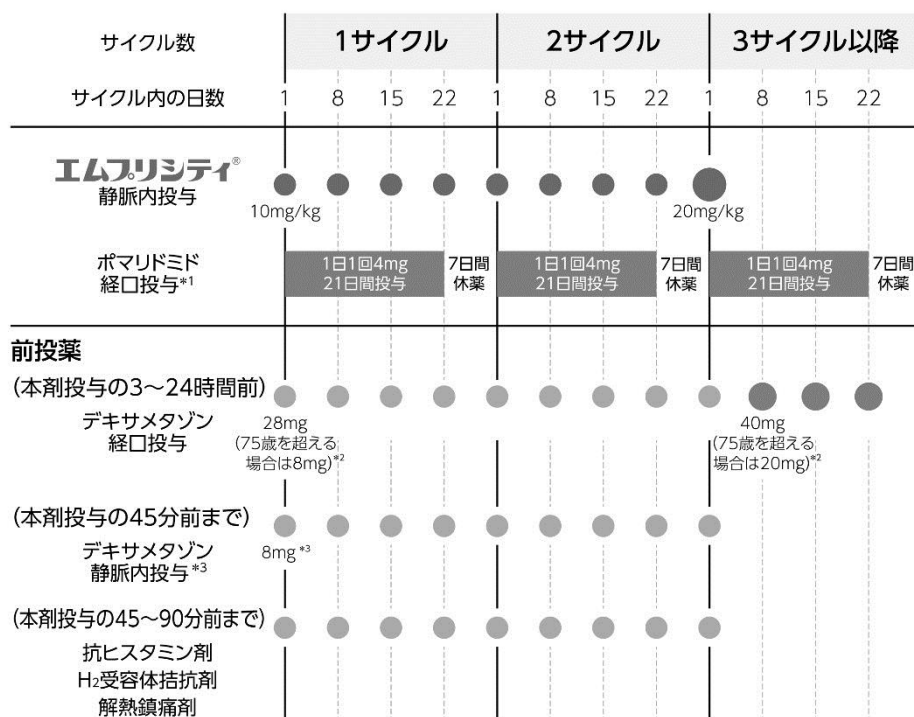 サイクル数 1サイクル 2サイクル 3サイクル以降
サイクル内の日数 1 8 15 22 1 8 15 22 1 8 15 22
エムプリシティ®
静脈内投与
10mg/kg 20mg/kg
ポマリドミド
経口投与*1
1日1回4mg
21日間投与
7日間
休薬
1日1回4mg
21日間投与
7日間
休薬
1日1回4mg
21日間投与
7日間
休薬
前投薬
(本剤投与の3〜24時間前)
デキサメタゾン
経口投与
28mg
(75歳を超える
場合は8mg)*2
40mg
(75歳を超える
場合は20mg)*2
(本剤投与の45分前まで)
デキサメタゾン
静脈内投与*3
8mg*3
(本剤投与の45〜90分前まで)
抗ヒスタミン剤
H2受容体拮抗剤
解熱鎮痛剤